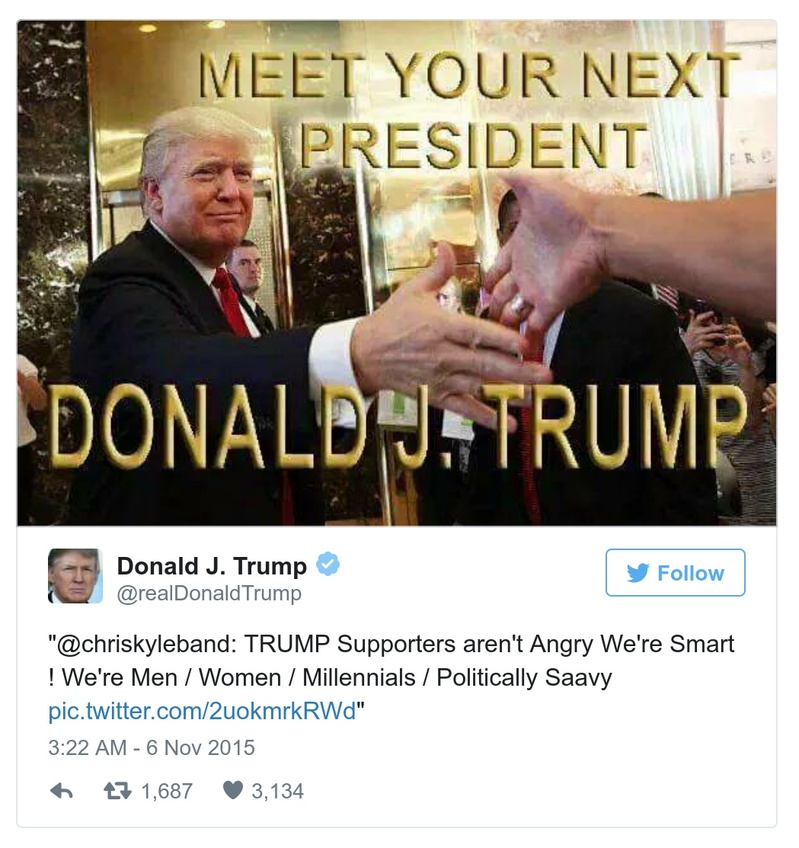 MEET YOUR NEXT
PRESIDENT
DONALD J. TRUMP
Donald J. Trump
@realDonaldTrump
Follow
"@chriskyleband: TRUMP Supporters aren't Angry We're Smart
! We're Men / Women / Millennials / Politically Saavy
pic.twitter.com/2uokmrkRWd"
3:22 AM - 6 Nov 2015
1,687 3,134